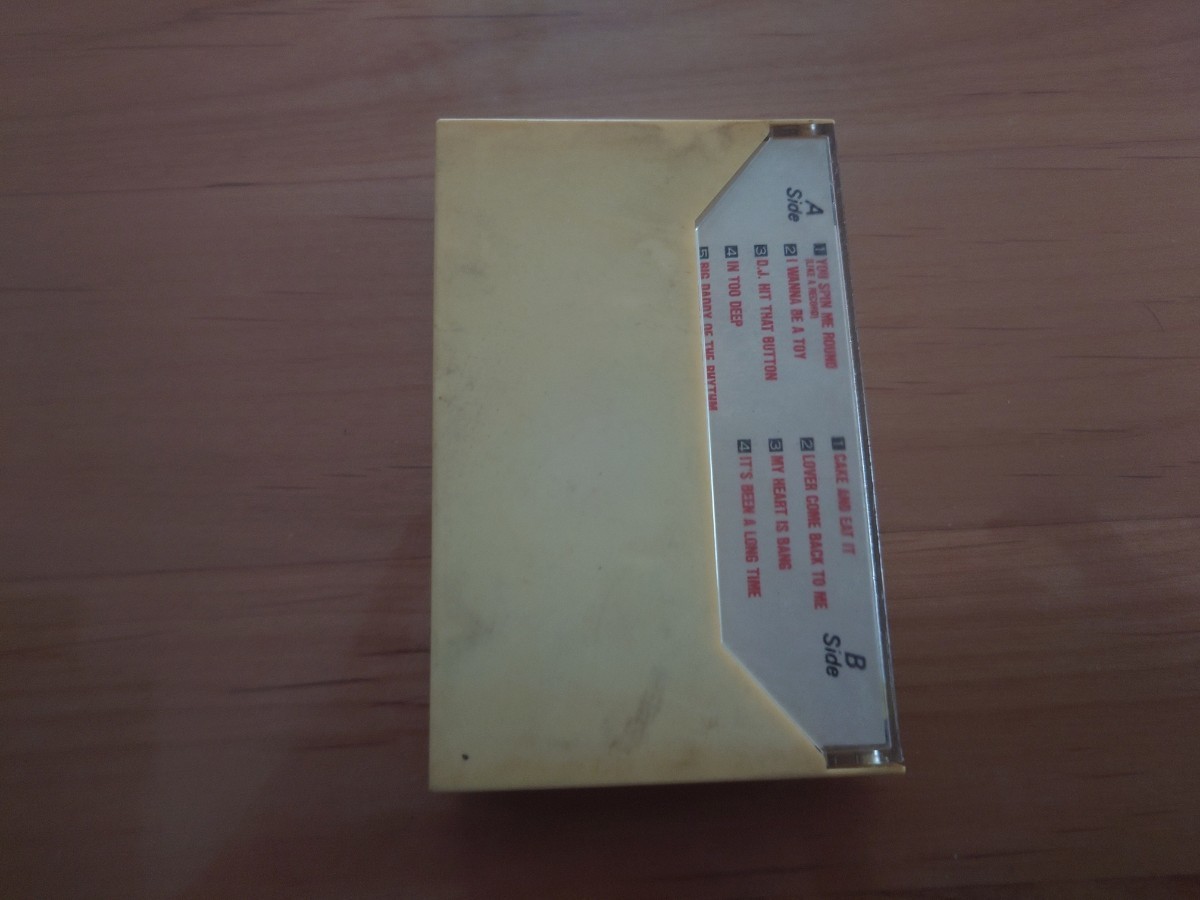 A
Side
1 YOU SPIN ME ROUND
(LIKE A RECORD)
2 I WANNA BE A TOY
3 D.J. HIT THAT BUTTON
4 IN TOO DEEP
5 BIG DADDY OF THE RHYTHM
1 CAKE AND EAT IT
2 LOVER COME BACK TO ME
3 MY HEART IS BANG
4 IT'S BEEN A LONG TIME
B
Side